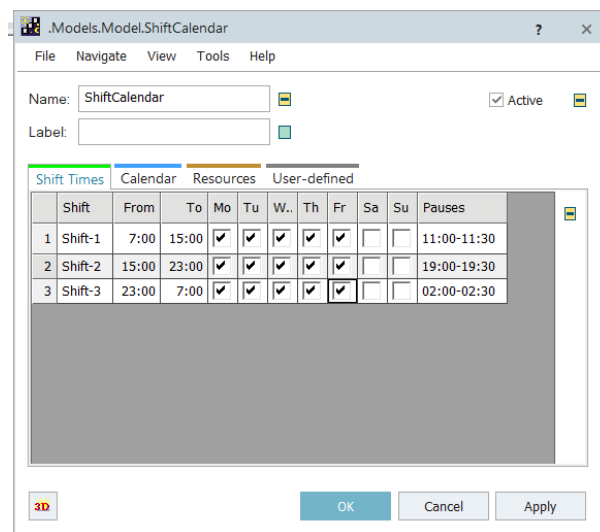 .Models.Model.ShiftCalendar ? ×
File Navigate View Tools Help
Name: ShiftCalendar Active
Label:
Shift Times Calendar Resources User-defined
Shift From To Mo Tu W.. Th Fr Sa Su Pauses
1 Shift-1 7:00 15:00 11:00-11:30
2 Shift-2 15:00 23:00 19:00-19:30
3 Shift-3 23:00 7:00 02:00-02:30
3D OK Cancel Apply